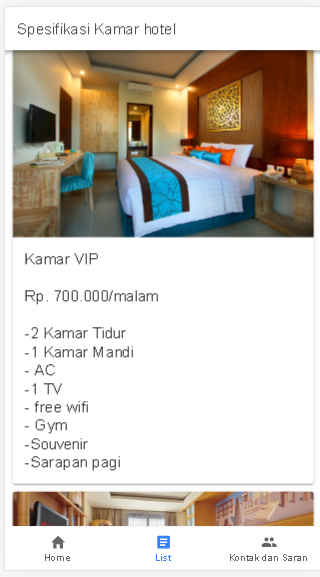 Spesifikasi Kamar hotel
Kamar VIP
Rp. 700.000/malam
-2 Kamar Tidur
-1 Kamar Mandi
- AC
-1 TV
- free wifi
- Gym
-Souvenir
-Sarapan pagi
Home
List
Kontak dan Saran